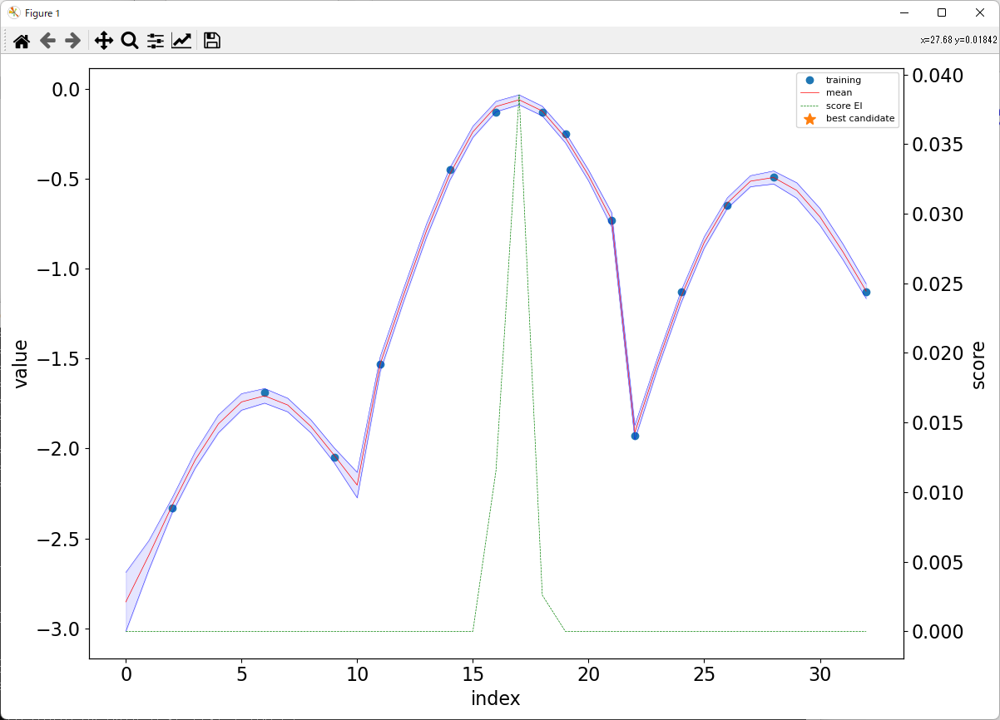 Figure 1
x=27.68 y=0.01842
training
mean
score EI
best candidate
0.0
−0.5
−1.0
−1.5
−2.0
−2.5
−3.0
value
0.040
0.035
0.030
0.025
0.020
0.015
0.010
0.005
0.000
score
0 5 10 15 20 25 30
index